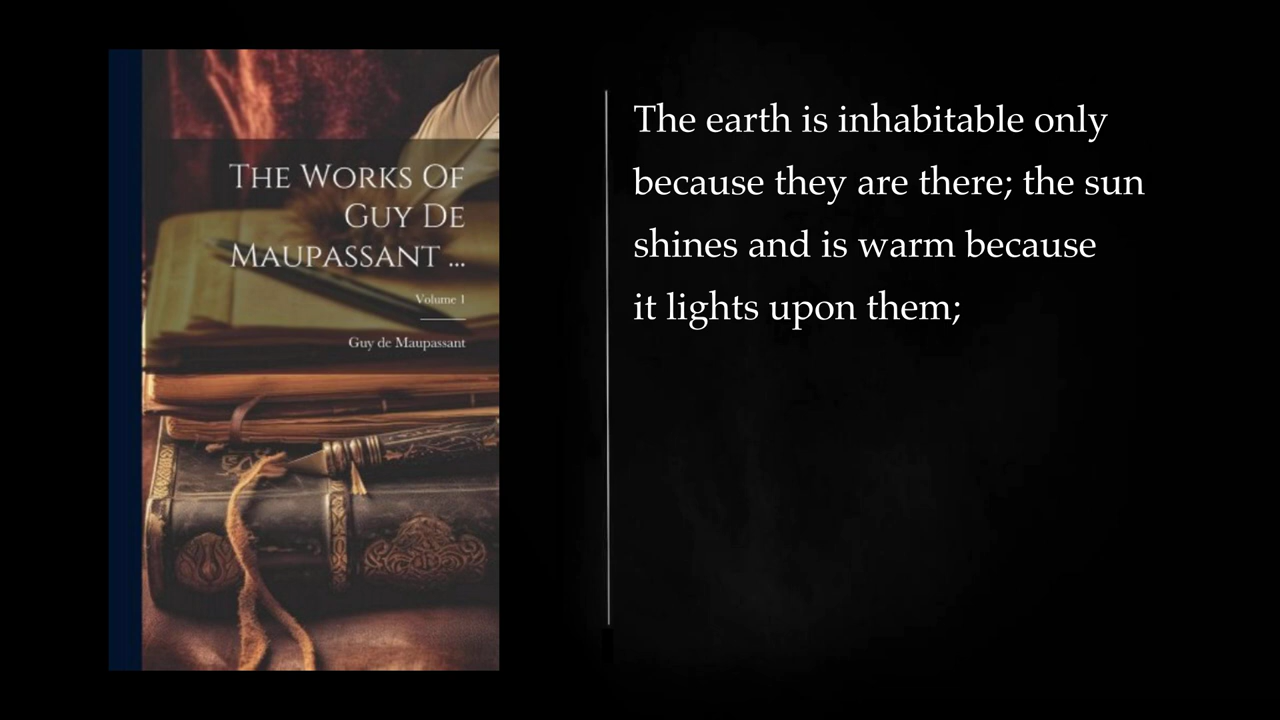 The Works Of
Guy De
Maupassant ...
Volume 1
Guy de Maupassant
The earth is inhabitable only
because they are there; the sun
shines and is warm because
it lights upon them;